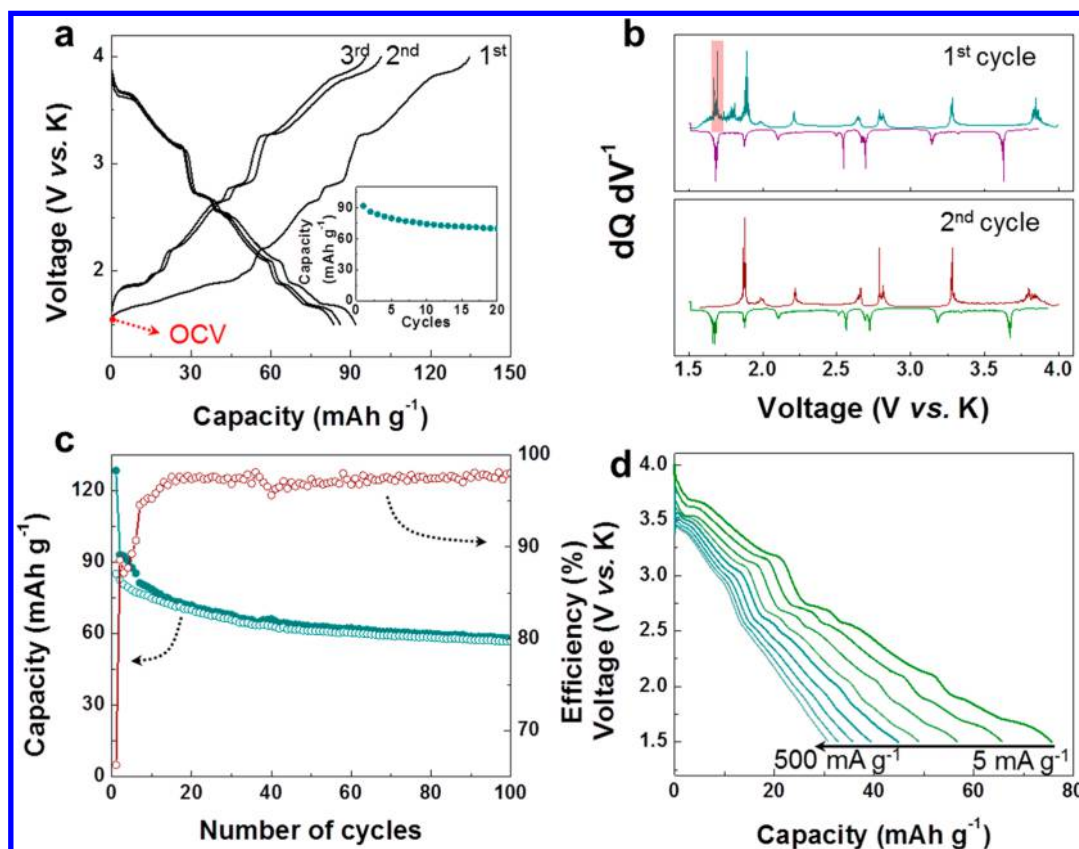 a
3rd 2nd 1st
4
3
2
Voltage (V vs. K)
OCV
0 30 60 90 120 150
Capacity (mAh g-1)
90
60
30
0
Capacity
(mAh g-1)
0 5 10 15 20
Cycles
b
1st cycle
2nd cycle
dQ dV-1
1.5 2.0 2.5 3.0 3.5 4.0
Voltage (V vs. K)
c
120
90
60
30
0
Capacity (mAh g-1)
100
90
80
70
Efficiency (%)
0 20 40 60 80 100
Number of cycles
d
4.0
3.5
3.0
2.5
2.0
1.5
Voltage (V vs. K)
500 mA g-1
5 mA g-1
0 20 40 60 80
Capacity (mAh g-1)